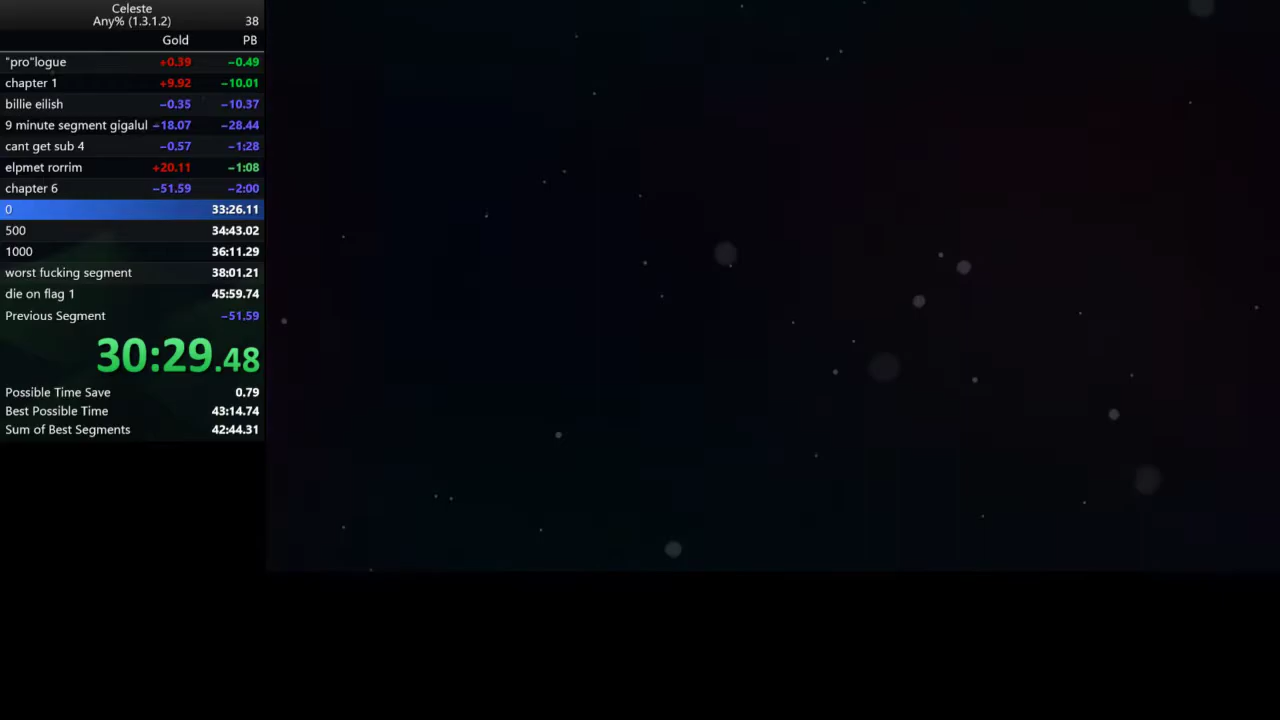 Celeste
Any% (1.3.1.2) 38
Gold PB
"pro"logue +0.39 −0.49
chapter 1 +9.92 −10.01
billie eilish −0.35 −10.37
9 minute segment gigalul −18.07 −28.44
cant get sub 4 −0.57 −1:28
elpmet rorrim +20.11 −1:08
chapter 6 −51.59 −2:00
0 33:26.11
500 34:43.02
1000 36:11.29
worst fucking segment 38:01.21
die on flag 1 45:59.74
Previous Segment −51.59
30:29.48
Possible Time Save 0.79
Best Possible Time 43:14.74
Sum of Best Segments 42:44.31